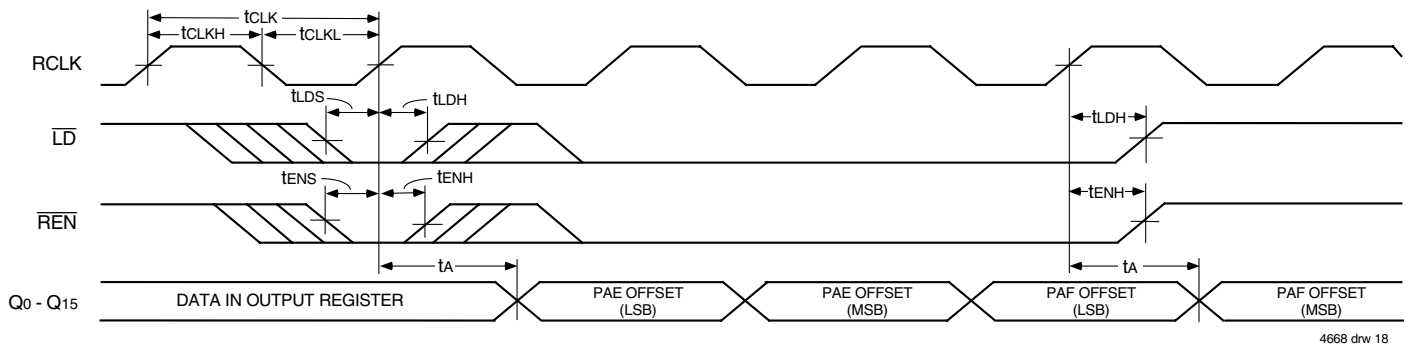 tCLK
tCLKH
tCLKL
RCLK
tLDS
tLDH
tLDH
LD
tENS
tENH
tENH
REN
tA
tA
Q0 - Q15
DATA IN OUTPUT REGISTER
PAE OFFSET
(LSB)
PAE OFFSET
(MSB)
PAF OFFSET
(LSB)
PAF OFFSET
(MSB)
4668 drw 18